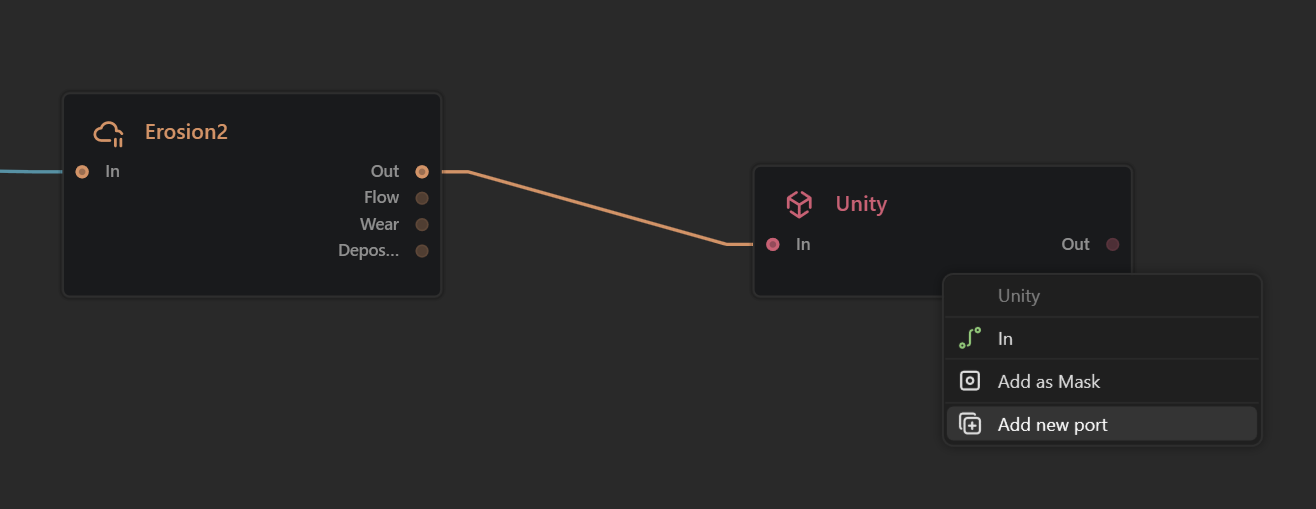 Erosion2
In
Out
Flow
Wear
Depos...
Unity
In
Out
Unity
In
Add as Mask
Add new port